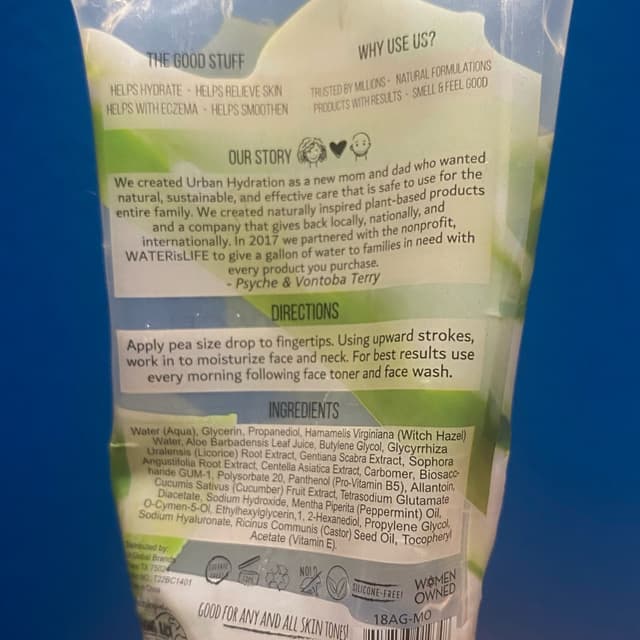 THE GOOD STUFF
HELPS HYDRATE - HELPS RELIEVE SKIN
HELPS WITH ECZEMA - HELPS SMOOTHEN
WHY USE US?
TRUSTED BY MILLIONS - NATURAL FORMULATIONS
PRODUCTS WITH RESULTS - SMELL & FEEL GOOD
OUR STORY
We created Urban Hydration as a new mom and dad who wanted
natural, sustainable, and effective care that is safe to use for the
entire family. We created naturally inspired plant-based products
and a company that gives back locally, nationally, and
internationally. In 2017 we partnered with the nonprofit,
WATERisLIFE to give a gallon of water to families in need with
every product you purchase.
- Psyche & Vontoba Terry
DIRECTIONS
Apply pea size drop to fingertips. Using upward strokes,
work in to moisturize face and neck. For best results use
every morning following face toner and face wash.
INGREDIENTS
Water (Aqua), Glycerin, Propanediol, Hamamelis Virginiana (Witch Hazel)
Water, Aloe Barbadensis Leaf Juice, Butylene Glycol, Glycyrrhiza
Uralensis (Licorice) Root Extract, Gentiana Scabra Extract, Sophora
Angustifolia Root Extract, Centella Asiatica Extract, Carbomer, Biosacc-
haride GUM-1, Polysorbate 20, Panthenol (Pro-Vitamin B5), Allantoin,
Cucumis Sativus (Cucumber) Fruit Extract, Tetrasodium Glutamate
Diacetate, Sodium Hydroxide, Mentha Piperita (Peppermint) Oil,
O-Cymen-5-Ol, Ethylhexylglycerin,1, 2-Hexanediol, Propylene Glycol,
Sodium Hyaluronate, Ricinus Communis (Castor) Seed Oil, Tocopheryl
Acetate (Vitamin E).
Global Brands
TX 75024
T22BC1401
NO!
SILICONE-FREE!
WOMEN
OWNED
GOOD FOR ANY AND ALL SKIN TONES!
18AG-MO